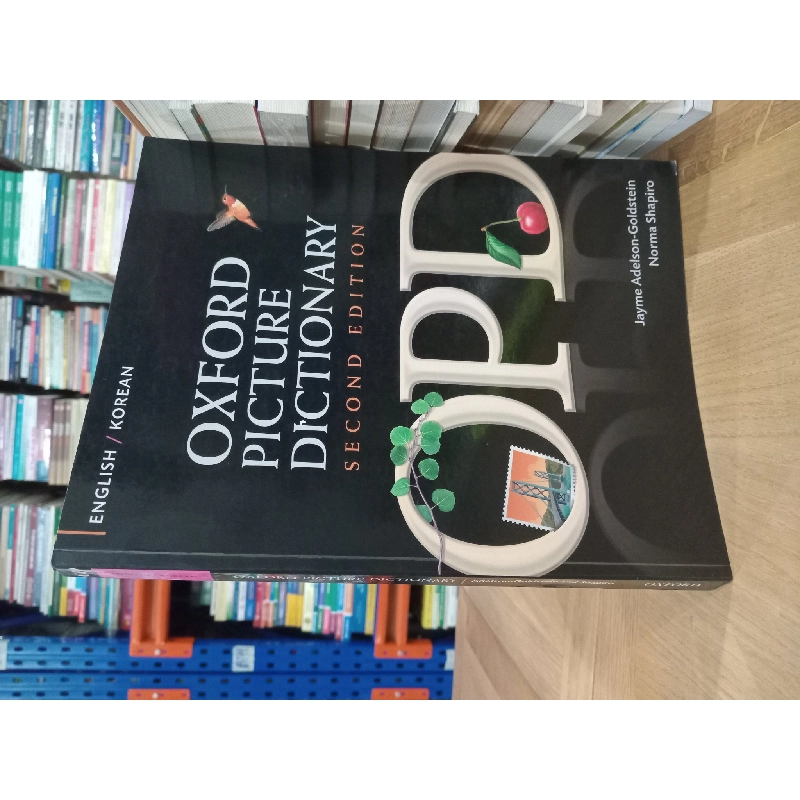 ENGLISH / KOREAN
OXFORD
PICTURE
DICTIONARY
SECOND EDITION
OPD
Jayme Adelson-Goldstein
Norma Shapiro
OXFORD PICTURE DICTIONARY
OXFORD